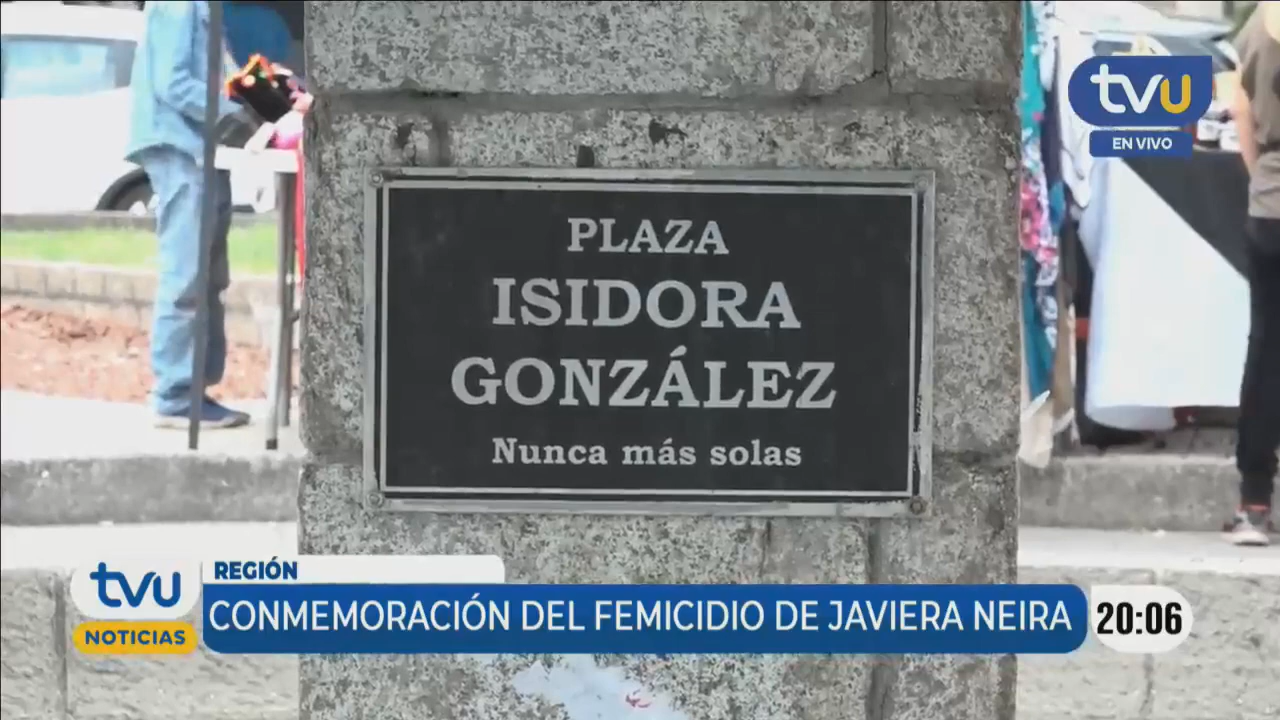 tvu
EN VIVO
PLAZA
ISIDORA
GONZÁLEZ
Nunca más solas
tvu
NOTICIAS
REGIÓN
CONMEMORACIÓN DEL FEMICIDIO DE JAVIERA NEIRA
20:06